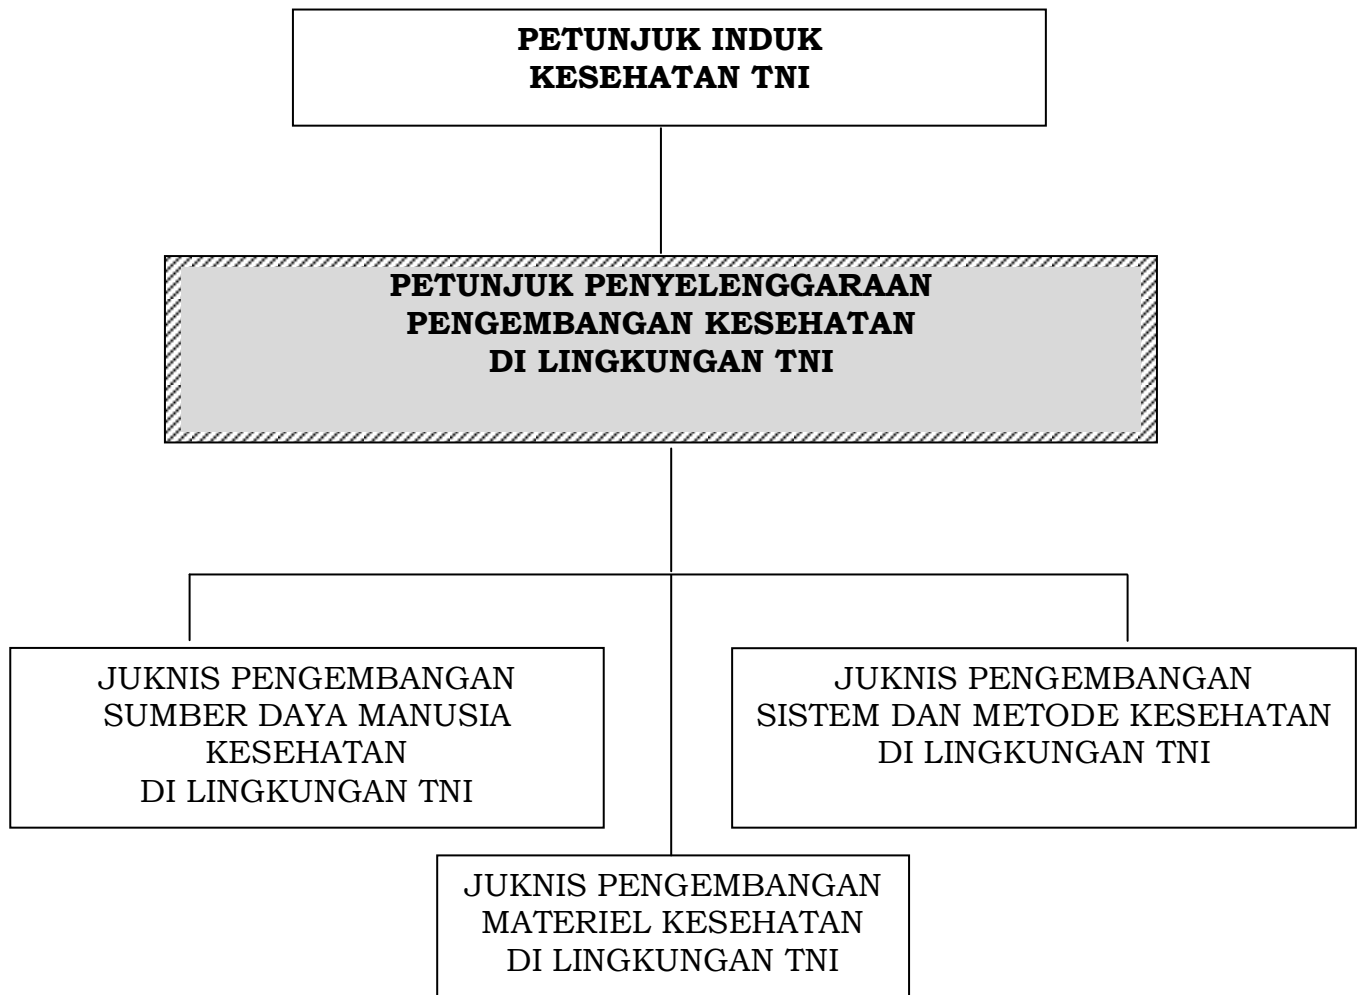 PETUNJUK INDUK
KESEHATAN TNI
PETUNJUK PENYELENGGARAAN
PENGEMBANGAN KESEHATAN
DI LINGKUNGAN TNI
JUKNIS PENGEMBANGAN
SUMBER DAYA MANUSIA
KESEHATAN
DI LINGKUNGAN TNI
JUKNIS PENGEMBANGAN
SISTEM DAN METODE KESEHATAN
DI LINGKUNGAN TNI
JUKNIS PENGEMBANGAN
MATERIEL KESEHATAN
DI LINGKUNGAN TNI